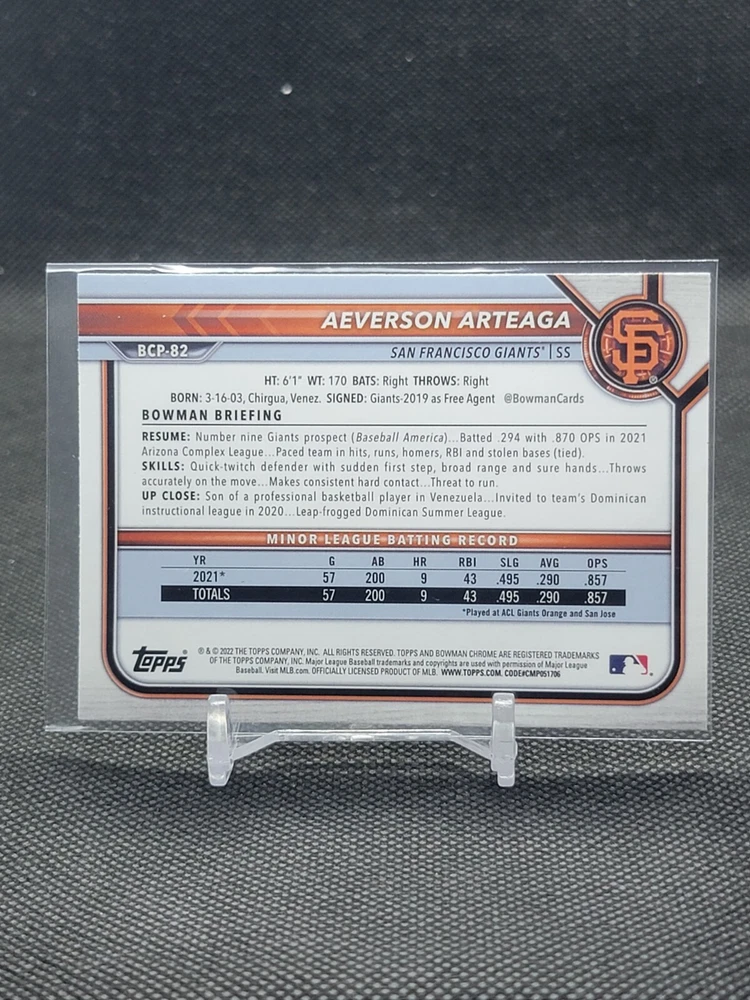 AEVERSON ARTEAGA
BCP-82
SAN FRANCISCO GIANTS® | SS
SF ®
HT: 6'1" WT: 170 BATS: Right THROWS: Right
BORN: 3-16-03, Chirgua, Venez. SIGNED: Giants-2019 as Free Agent @BowmanCards
BOWMAN BRIEFING
RESUME: Number nine Giants prospect (Baseball America)...Batted .294 with .870 OPS in 2021
Arizona Complex League...Paced team in hits, runs, homers, RBI and stolen bases (tied).
SKILLS: Quick-twitch defender with sudden first step, broad range and sure hands...Throws
accurately on the move...Makes consistent hard contact...Threat to run.
UP CLOSE: Son of a professional basketball player in Venezuela...Invited to team's Dominican
instructional league in 2020...Leap-frogged Dominican Summer League.
MINOR LEAGUE BATTING RECORD
YR G AB HR RBI SLG AVG OPS
2021* 57 200 9 43 .495 .290 .857
TOTALS 57 200 9 43 .495 .290 .857
*Played at ACL Giants Orange and San Jose
topps®
® & © 2022 THE TOPPS COMPANY, INC. ALL RIGHTS RESERVED. TOPPS AND BOWMAN CHROME ARE REGISTERED TRADEMARKS
OF THE TOPPS COMPANY, INC. Major League Baseball trademarks and copyrights are used with permission of Major League
Baseball. Visit MLB.com. OFFICIALLY LICENSED PRODUCT OF MLB. WWW.TOPPS.COM. CODE#CMP051706